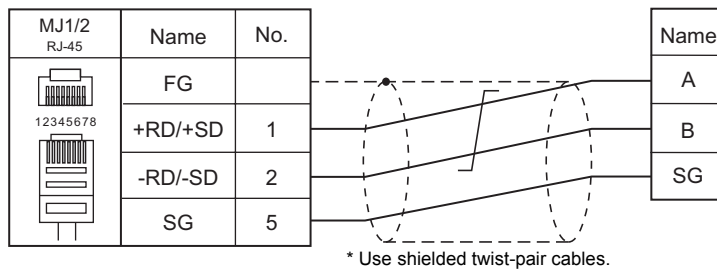 MJ1/2 Name No. Name
RJ-45
FG A
12345678
+RD/+SD 1 B
-RD/-SD 2 SG
SG 5
* Use shielded twist-pair cables.